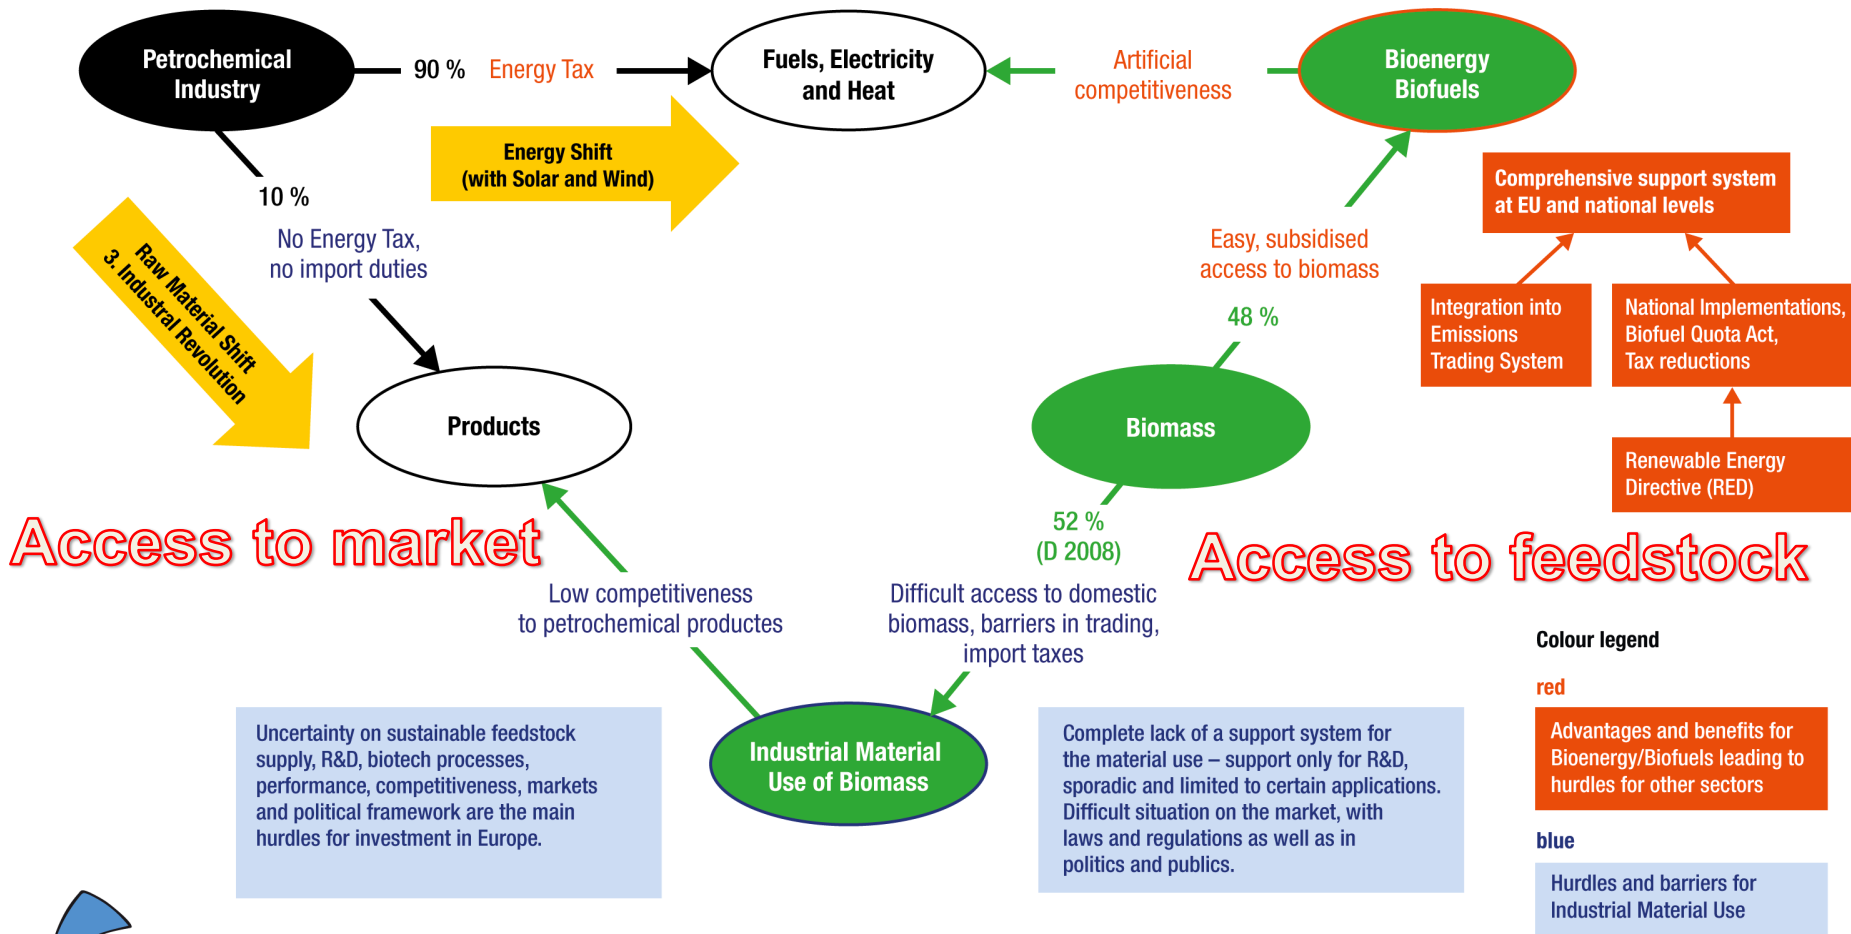 Petrochemical
Industry
90 %
Energy Tax
Fuels, Electricity
and Heat
Artificial
competitiveness
Bioenergy
Biofuels
Energy Shift
(with Solar and Wind)
10 %
No Energy Tax,
no import duties
Raw Material Shift
3. Industral Revolution
Comprehensive support system
at EU and national levels
Easy, subsidised
access to biomass
48 %
Integration into
Emissions
Trading System
National Implementations,
Biofuel Quota Act,
Tax reductions
Products
Biomass
Renewable Energy
Directive (RED)
Access to market
52 %
(D 2008)
Access to feedstock
Low competitiveness
to petrochemical productes
Difficult access to domestic
biomass, barriers in trading,
import taxes
Industrial Material
Use of Biomass
Uncertainty on sustainable feedstock
supply, R&D, biotech processes,
performance, competitiveness, markets
and political framework are the main
hurdles for investment in Europe.
Complete lack of a support system for
the material use – support only for R&D,
sporadic and limited to certain applications.
Difficult situation on the market, with
laws and regulations as well as in
politics and publics.
Colour legend
red
Advantages and benefits for
Bioenergy/Biofuels leading to
hurdles for other sectors
blue
Hurdles and barriers for
Industrial Material Use